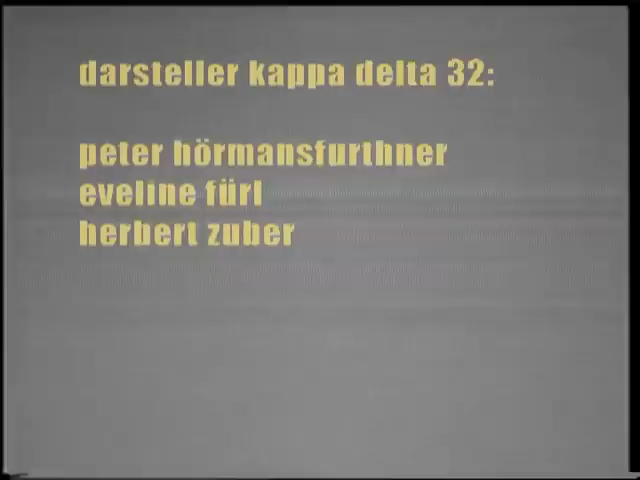 darsteller kappa delta 32:
peter hörmansfurthner
eveline fürl
herbert zuber